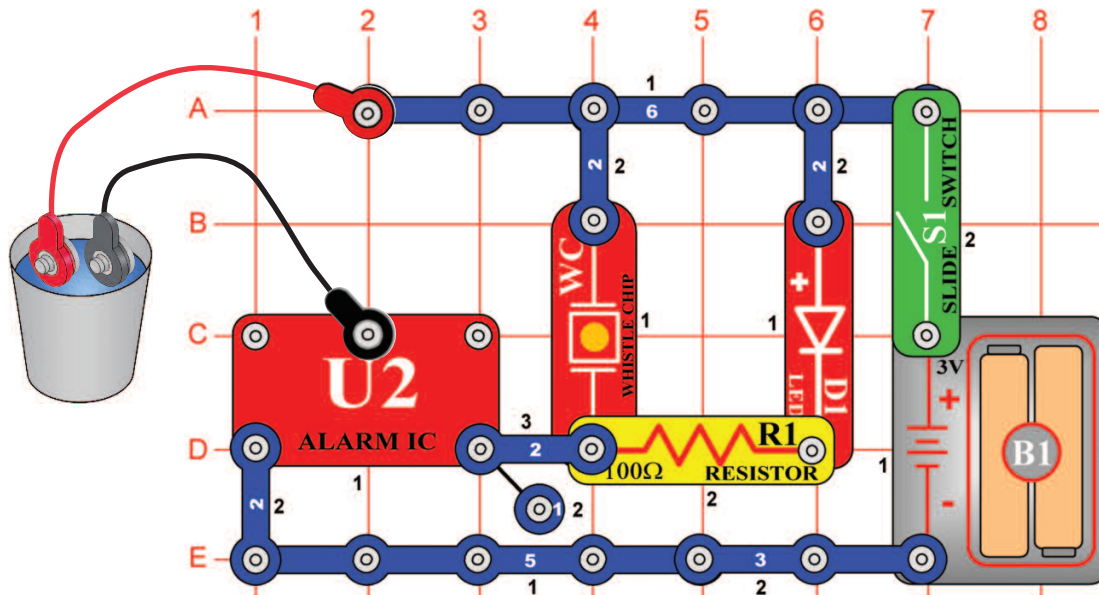 1 2 3 4 5 6 7 8
A
B
C
D
E
1
6
2 2
2 2
S1
SLIDE SWITCH
2
WC
WHISTLE CHIP
1
+
D1
LED
1
U2
ALARM IC
1
3
2
R1
100Ω
RESISTOR
2
1 2
3V
+
-
1
B1
2 2
5
1
3
2